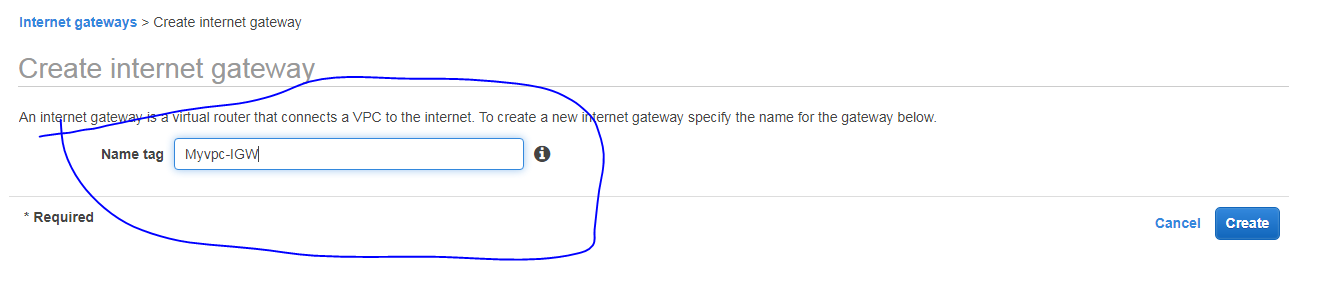 Internet gateways > Create internet gateway
Create internet gateway
An internet gateway is a virtual router that connects a VPC to the internet. To create a new internet gateway specify the name for the gateway below.
Name tag Myvpc-IGW
* Required
Cancel Create